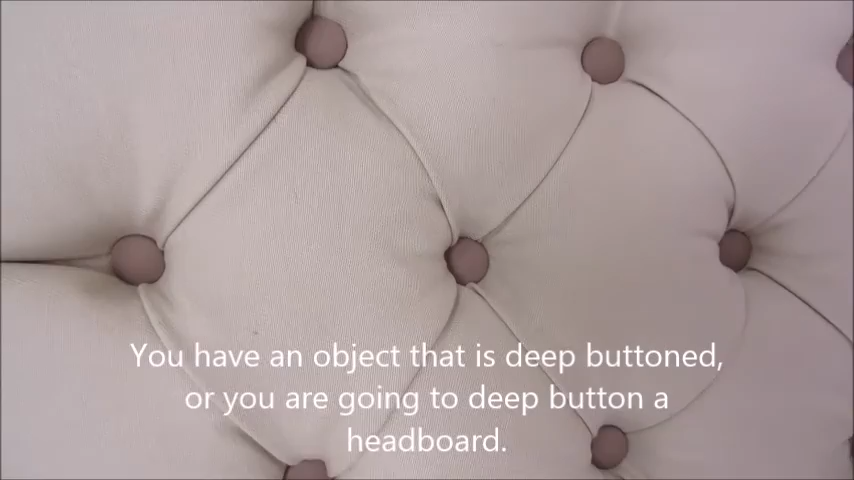 You have an object that is deep buttoned,
or you are going to deep button a
headboard.